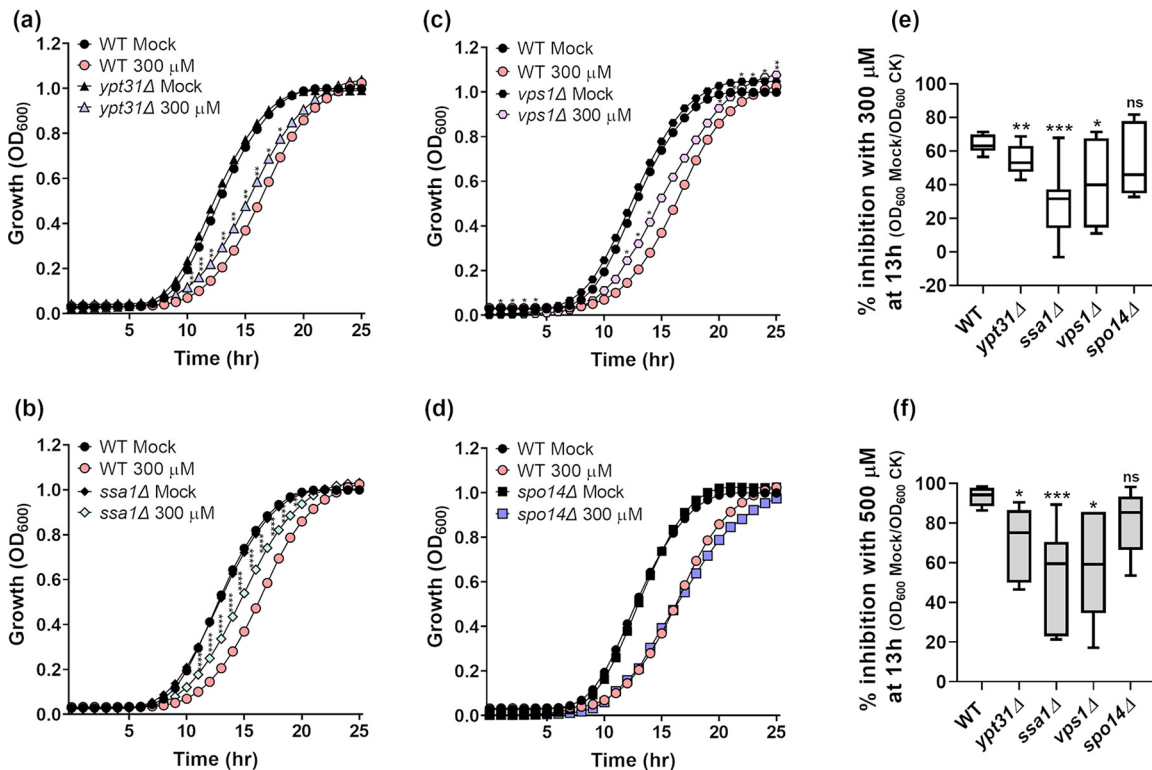 (a)
WT Mock
WT 300 μM
ypt31Δ Mock
ypt31Δ 300 μM
Growth (OD600)
1.2
1.0
0.8
0.6
0.4
0.2
0.0
5
10
15
20
25
Time (hr)
(c)
WT Mock
WT 300 μM
vps1Δ Mock
vps1Δ 300 μM
Growth (OD600)
1.2
1.0
0.8
0.6
0.4
0.2
0.0
5
10
15
20
25
Time (hr)
(e)
% inhibition with 300 μM
at 13h (OD600 Mock/OD600 CK)
100
80
60
40
20
0
-20
**
***
*
ns
WT
ypt31Δ
ssa1Δ
vps1Δ
spo14Δ
(b)
WT Mock
WT 300 μM
ssa1Δ Mock
ssa1Δ 300 μM
Growth (OD600)
1.2
1.0
0.8
0.6
0.4
0.2
0.0
5
10
15
20
25
Time (hr)
(d)
WT Mock
WT 300 μM
spo14Δ Mock
spo14Δ 300 μM
Growth (OD600)
1.2
1.0
0.8
0.6
0.4
0.2
0.0
5
10
15
20
25
Time (hr)
(f)
% inhibition with 500 μM
at 13h (OD600 Mock/OD600 CK)
100
80
60
40
20
0
*
***
*
ns
WT
ypt31Δ
ssa1Δ
vps1Δ
spo14Δ